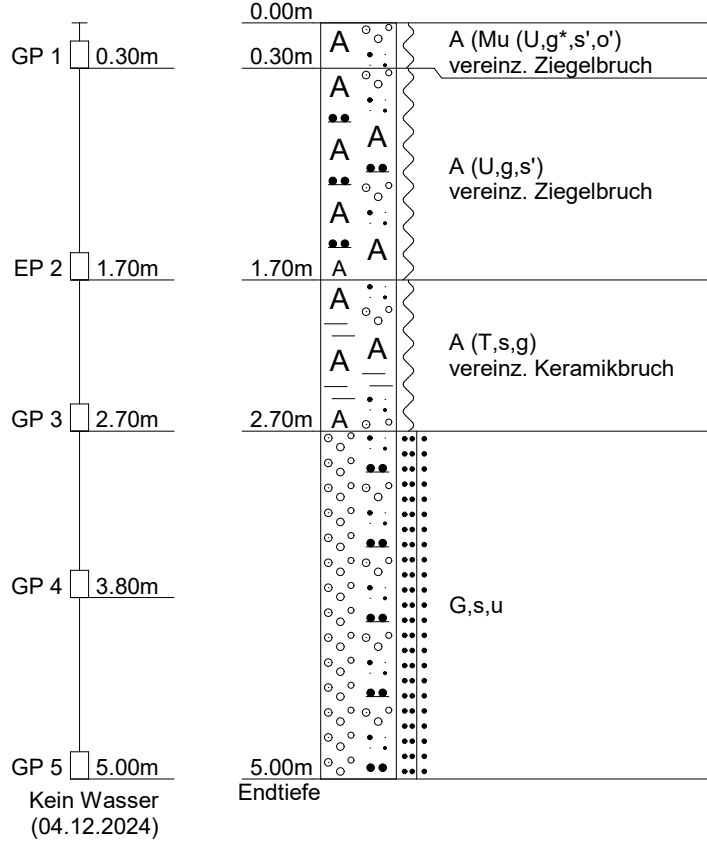 0.00m
GP 1 0.30m 0.30m
A (Mu (U,g*,s',o')
vereinz. Ziegelbruch
A
A
A
A
A (U,g,s')
vereinz. Ziegelbruch
A
A
EP 2 1.70m 1.70m
A
A
A (T,s,g)
vereinz. Keramikbruch
A
A
GP 3 2.70m 2.70m
A
GP 4 3.80m
G,s,u
GP 5 5.00m 5.00m
Endtiefe
Kein Wasser
(04.12.2024)